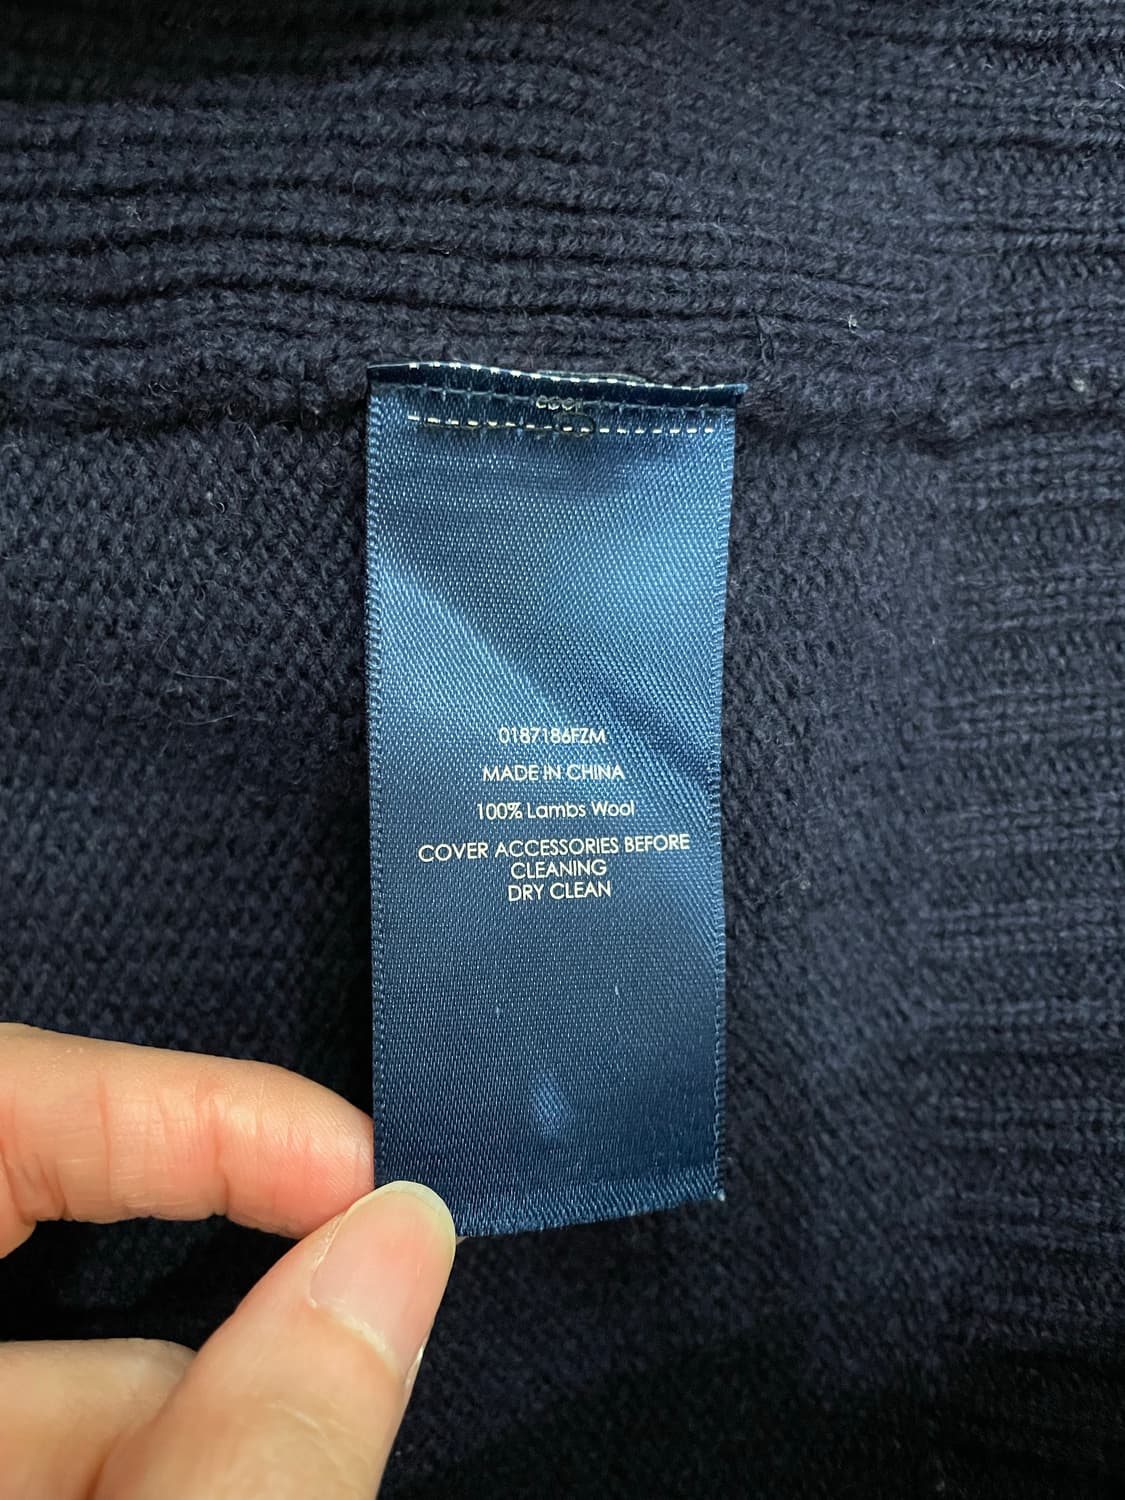 0187186FZM
MADE IN CHINA
100% Lambs Wool
COVER ACCESSORIES BEFORE
CLEANING
DRY CLEAN